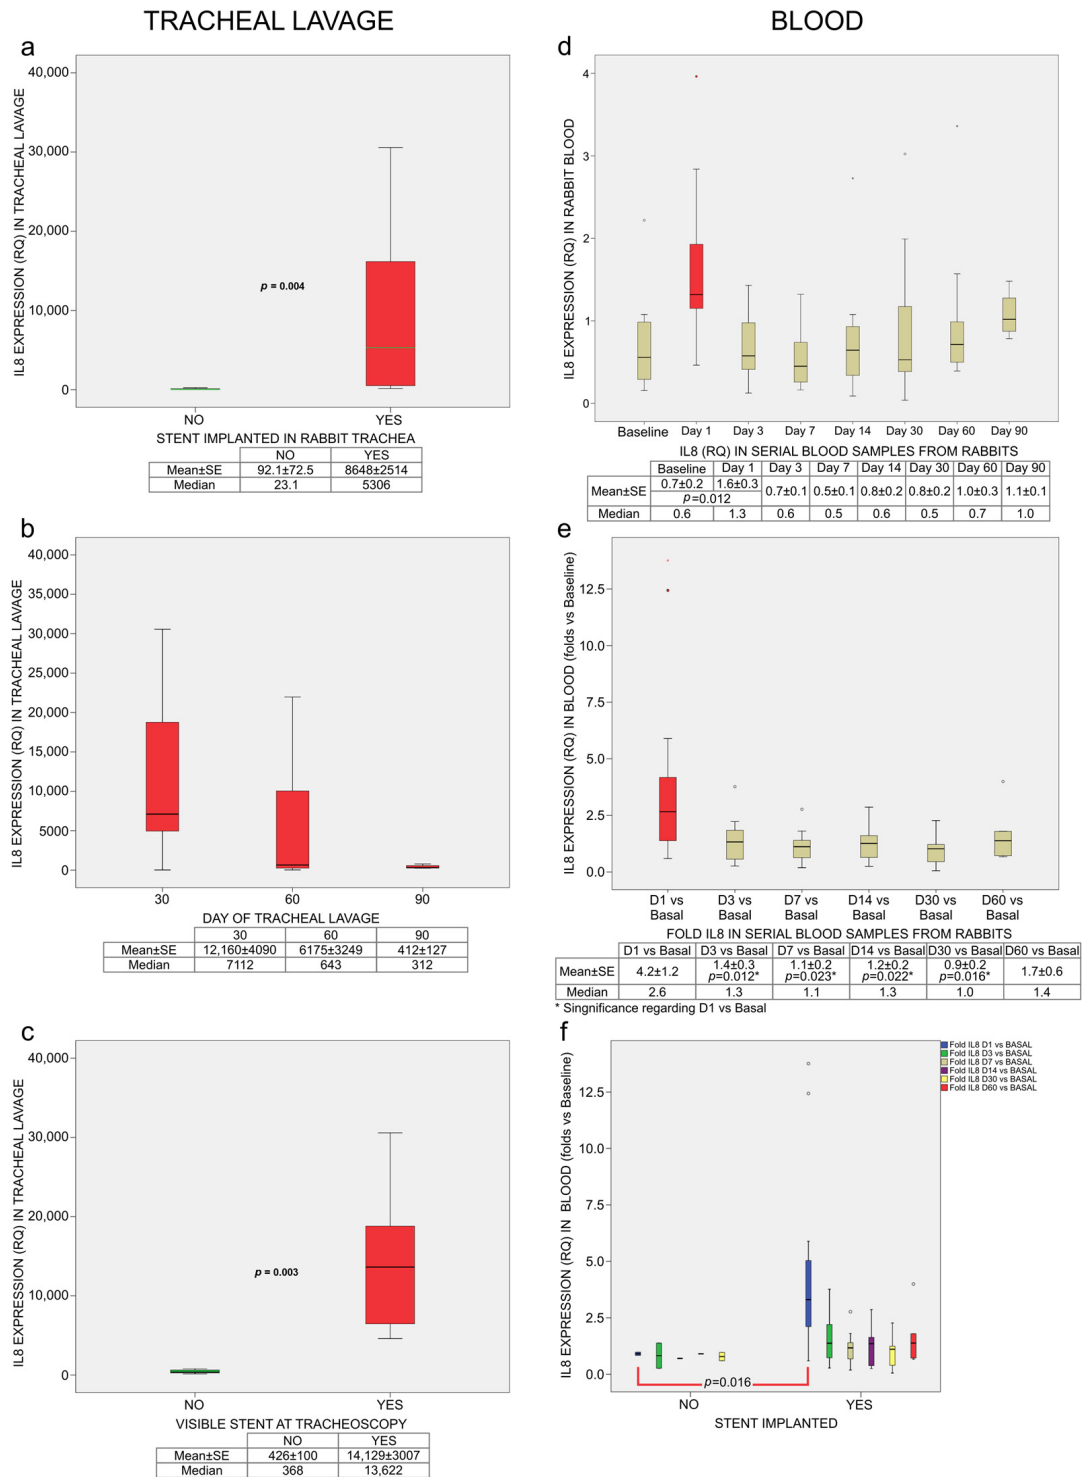 TRACHEAL LAVAGE
a
IL8 EXPRESSION (RQ) IN TRACHEAL LAVAGE
40,000
30,000
20,000
10,000
0
p = 0.004
NO YES
STENT IMPLANTED IN RABBIT TRACHEA
NO YES
Mean±SE 92.1±72.5 8648±2514
Median 23.1 5306
b
IL8 EXPRESSION (RQ) IN TRACHEAL LAVAGE
40,000
30,000
25,000
20,000
15,000
10,000
5000
0
30 60 90
DAY OF TRACHEAL LAVAGE
30 60 90
Mean±SE 12,160±4090 6175±3249 412±127
Median 7112 643 312
c
IL8 EXPRESSION (RQ) IN TRACHEAL LAVAGE
40,000
30,000
20,000
10,000
0
p = 0.003
NO YES
VISIBLE STENT AT TRACHEOSCOPY
NO YES
Mean±SE 426±100 14,129±3007
Median 368 13,622
BLOOD
d
IL8 EXPRESSION (RQ) IN RABBIT BLOOD
4
3
2
1
0
Baseline Day 1 Day 3 Day 7 Day 14 Day 30 Day 60 Day 90
IL8 (RQ) IN SERIAL BLOOD SAMPLES FROM RABBITS
Baseline Day 1 Day 3 Day 7 Day 14 Day 30 Day 60 Day 90
Mean±SE 0.7±0.2 1.6±0.3 0.7±0.1 0.5±0.1 0.8±0.2 0.8±0.2 1.0±0.3 1.1±0.1
p=0.012
Median 0.6 1.3 0.6 0.5 0.6 0.5 0.7 1.0
e
IL8 EXPRESSION (RQ) IN BLOOD (folds vs Baseline)
12.5
10.0
7.5
5.0
2.5
0.0
D1 vs D3 vs D7 vs D14 vs D30 vs D60 vs
Basal Basal Basal Basal Basal Basal
FOLD IL8 IN SERIAL BLOOD SAMPLES FROM RABBITS
D1 vs Basal D3 vs Basal D7 vs Basal D14 vs Basal D30 vs Basal D60 vs Basal
Mean±SE 4.2±1.2 1.4±0.3 1.1±0.2 1.2±0.2 0.9±0.2 1.7±0.6
p=0.012* p=0.023* p=0.022* p=0.016*
Median 2.6 1.3 1.1 1.3 1.0 1.4
* Singnificance regarding D1 vs Basal
f
IL8 EXPRESSION (RQ) IN BLOOD (folds vs Baseline)
12.5
10.0
7.5
5.0
2.5
0.0
Fold IL8 D1 vs BASAL
Fold IL8 D3 vs BASAL
Fold IL8 D7 vs BASAL
Fold IL8 D14 vs BASAL
Fold IL8 D30 vs BASAL
Fold IL8 D60 vs BASAL
p=0.016
NO YES
STENT IMPLANTED